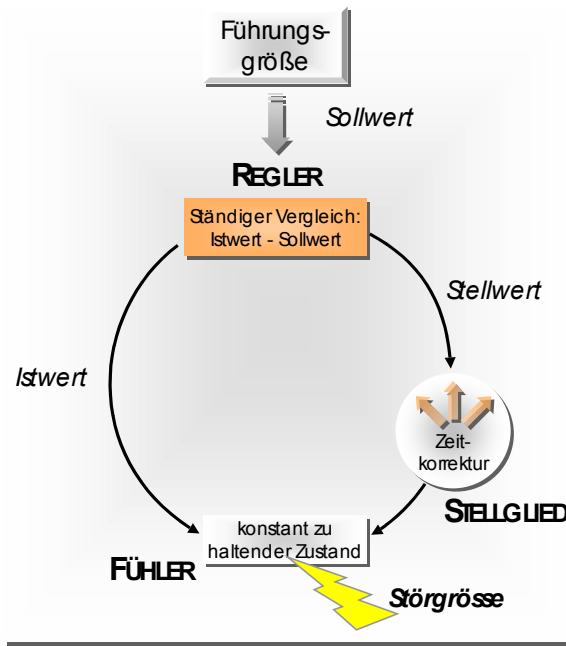 Führungs-
größe
Sollwert
REGLER
Ständiger Vergleich:
Istwert - Sollwert
Stellwert
Istwert
Zeit-
korrektur
STELLGLIED
konstant zu
haltender Zustand
FÜHLER
Störgrösse